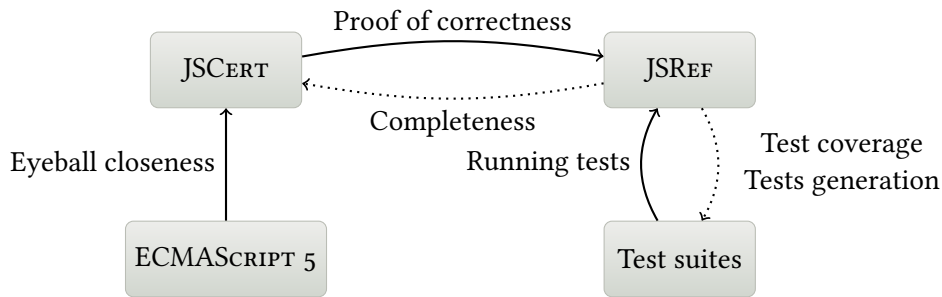 Proof of correctness
JSCert
JSRef
Completeness
Eyeball closeness
Running tests
Test coverage
Tests generation
ECMAScript 5
Test suites